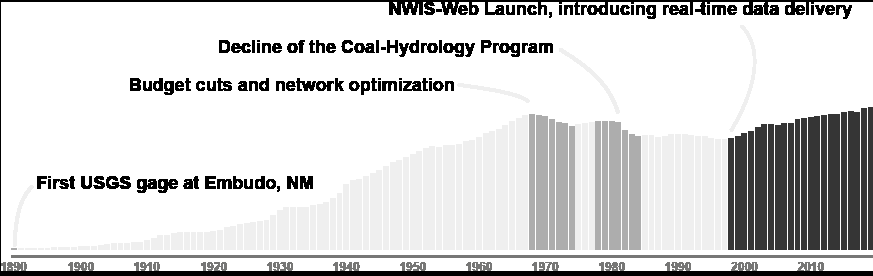 NWIS-Web Launch, introducing real-time data delivery
Decline of the Coal-Hydrology Program
Budget cuts and network optimization
First USGS gage at Embudo, NM
1890 1900 1910 1920 1930 1940 1950 1960 1970 1980 1990 2000 2010